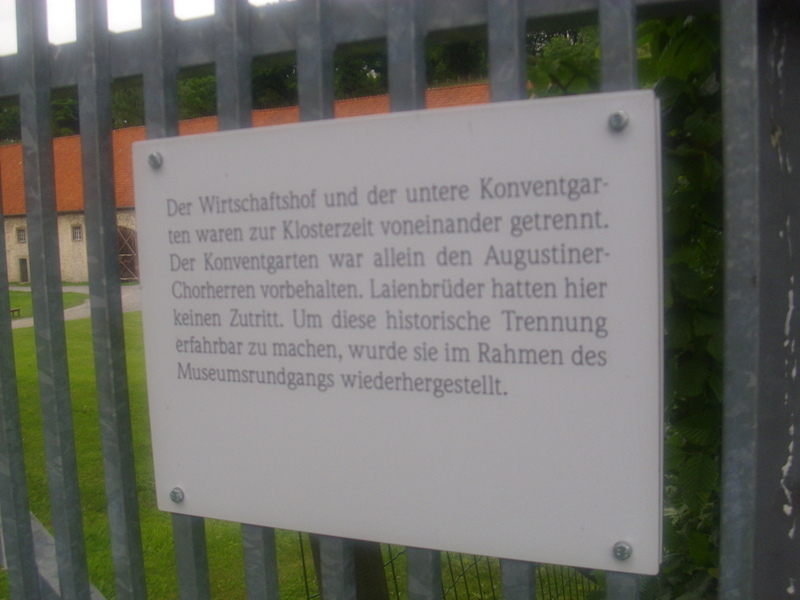 Der Wirtschaftshof und der untere Konventgar-
ten waren zur Klosterzeit voneinander getrennt.
Der Konventgarten war allein den Augustiner-
Chorherren vorbehalten. Laienbrüder hatten hier
keinen Zutritt. Um diese historische Trennung
erfahrbar zu machen, wurde sie im Rahmen des
Museumsrundgangs wiederhergestellt.